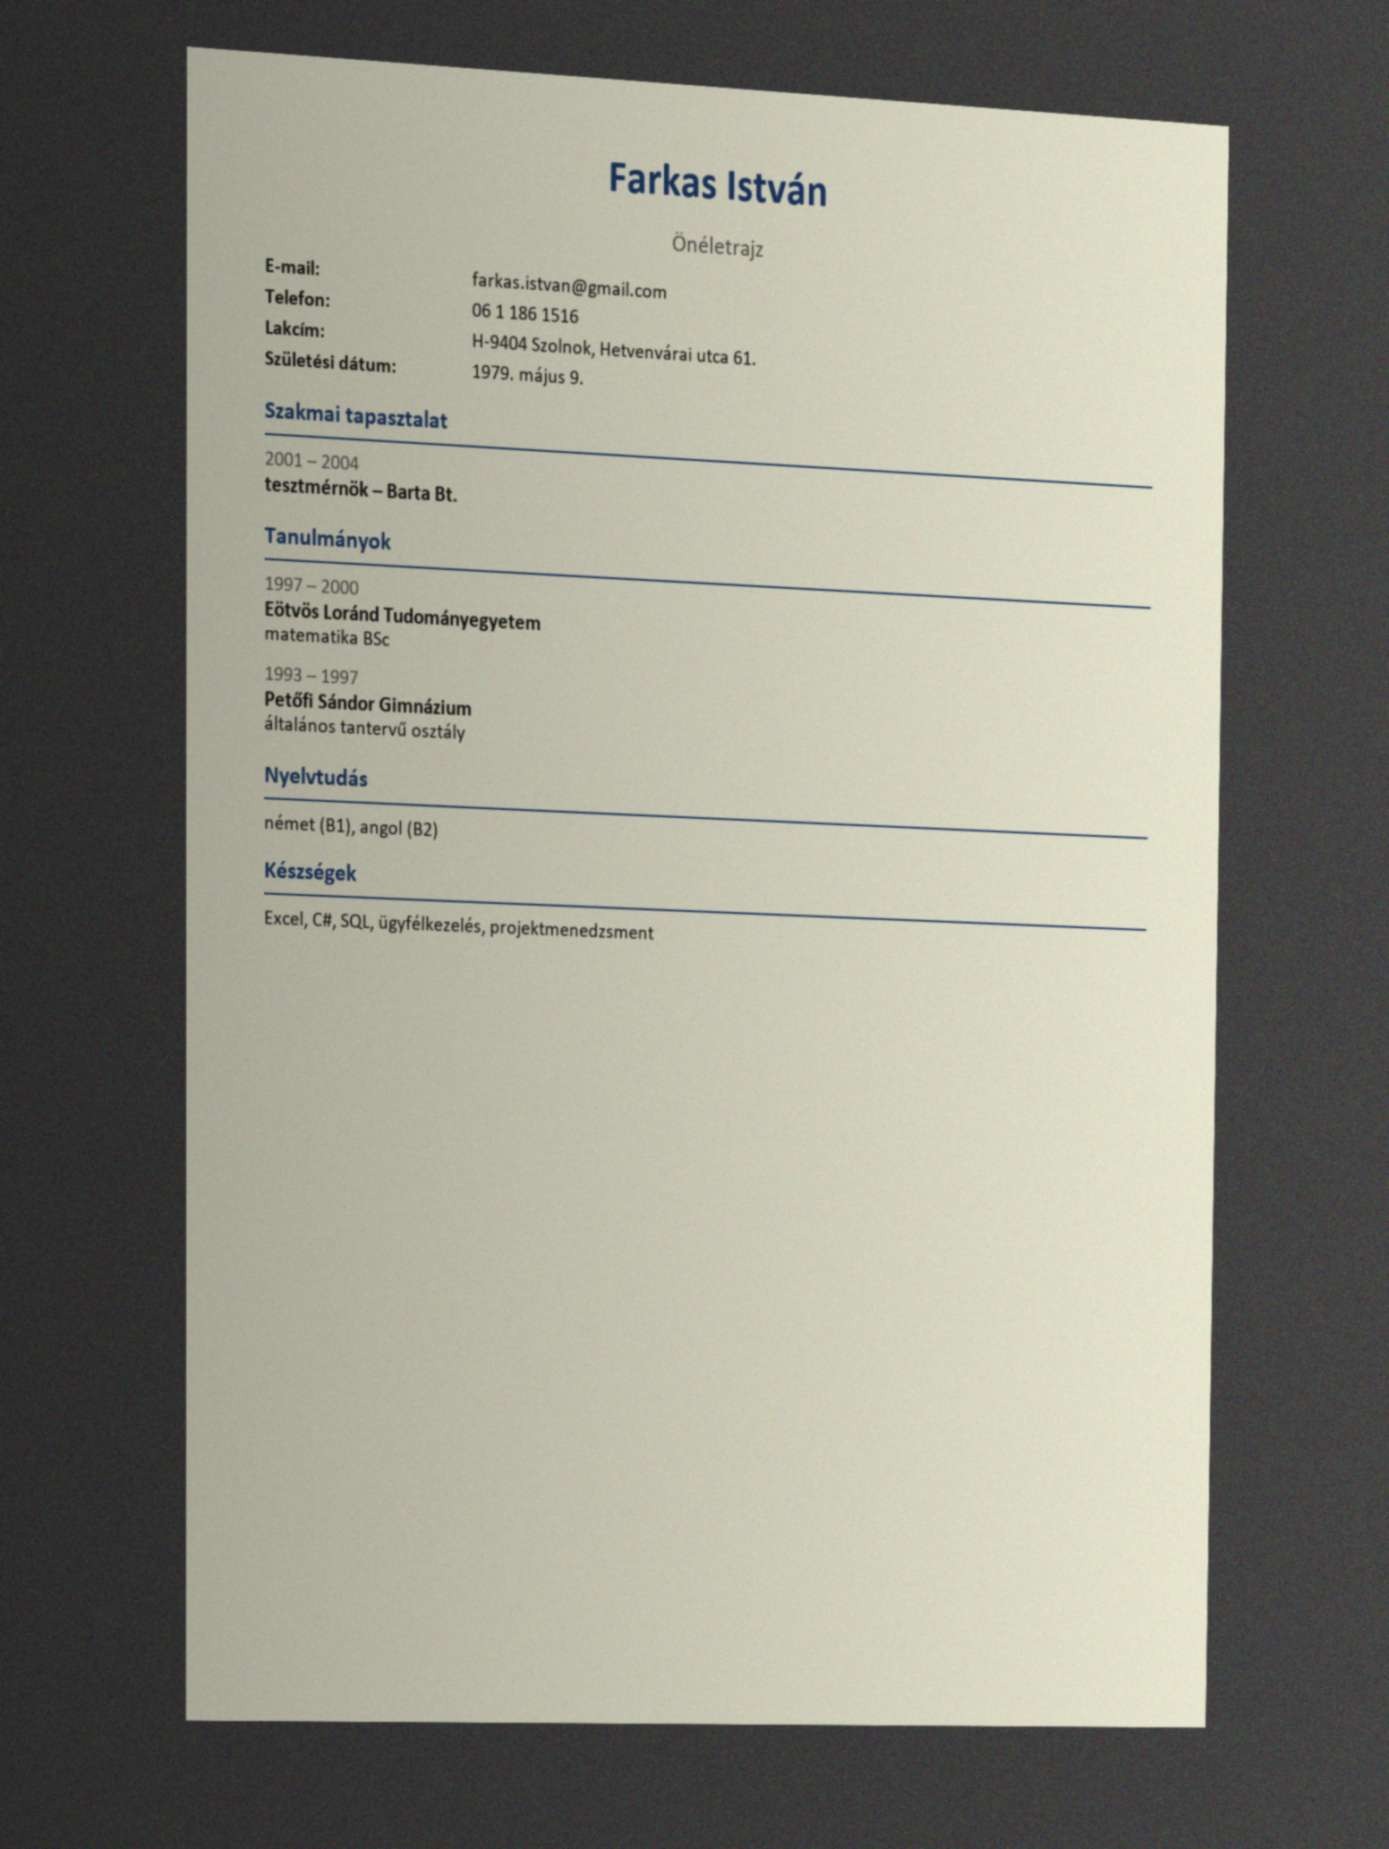 Farkas István
Önéletrajz
E-mail: farkas.istvan@gmail.com
Telefon: 06 1 186 1516
Lakcím: H-9404 Szolnok, Hetvenvárai utca 61.
Születési dátum: 1979. május 9.
Szakmai tapasztalat
2001 – 2004
tesztmérnök – Barta Bt.
Tanulmányok
1997 – 2000
Eötvös Loránd Tudományegyetem
matematika BSc
1993 – 1997
Petőfi Sándor Gimnázium
általános tantervű osztály
Nyelvtudás
német (B1), angol (B2)
Készségek
Excel, C#, SQL, ügyfélkezelés, projektmenedzsment